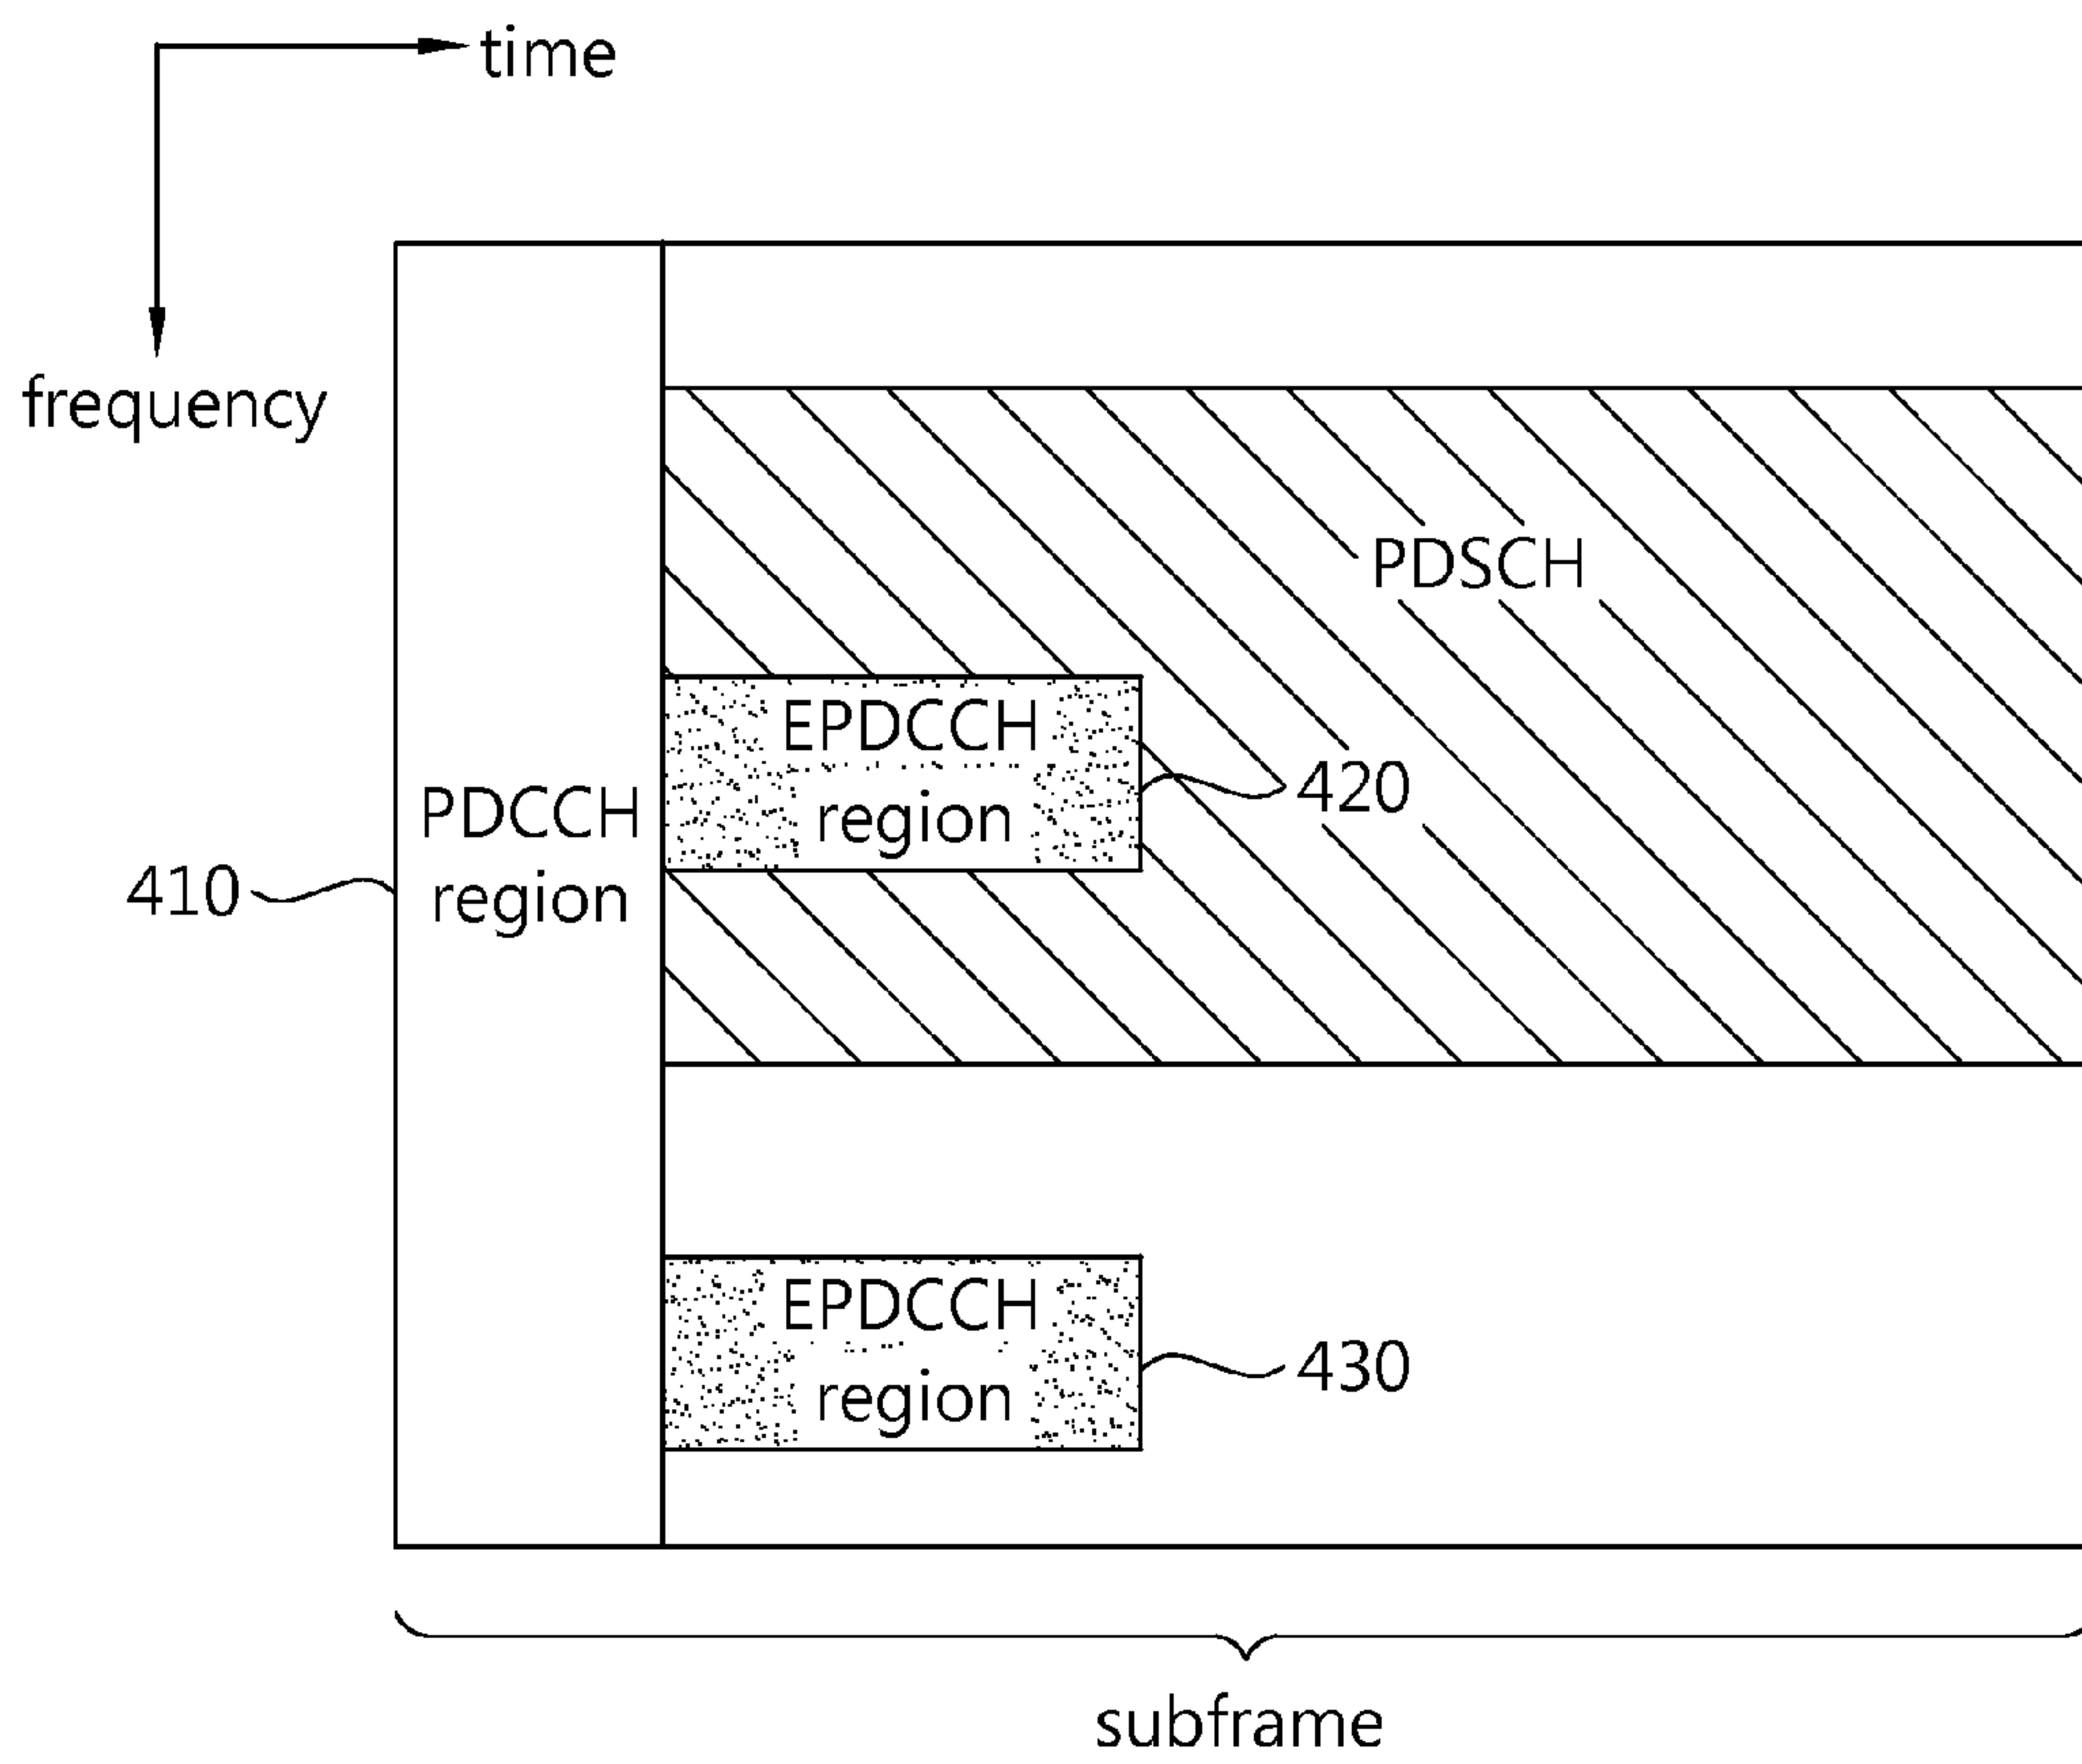 time
frequency
PDSCH
EPDCCH
region
420
PDCCH
region
410
EPDCCH
region
430
subframe